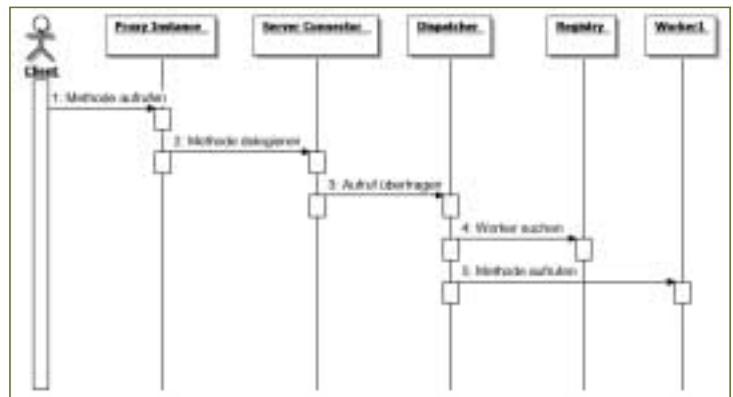 Proxy Instance
Server Connector
Dispatcher
Registry
Worker1
Client
1: Methode aufrufen
2: Methode delegieren
3: Aufruf übertragen
4: Worker suchen
5: Methode aufrufen